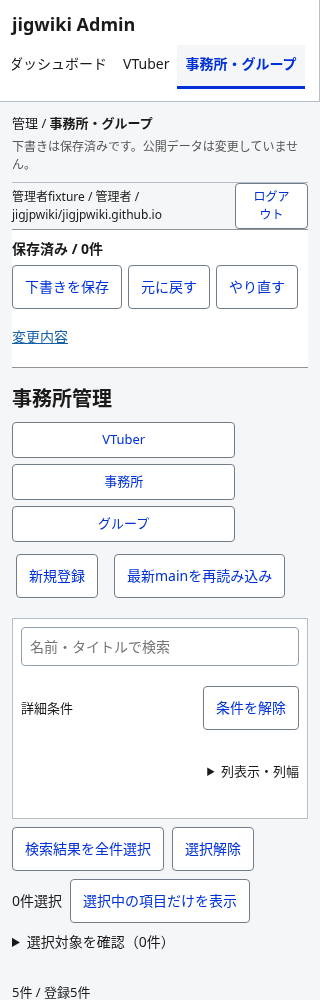 jigwiki Admin
ダッシュボード VTuber 事務所・グループ
管理 / 事務所・グループ
下書きは保存済みです。公開データは変更していませ
ん。
管理者fixture / 管理者 /
jigjpwiki/jigjpwiki.github.io
ログア
ウト
保存済み / 0件
下書きを保存 元に戻す やり直す
変更内容
事務所管理
VTuber
事務所
グループ
新規登録 最新mainを再読み込み
名前・タイトルで検索
詳細条件 条件を解除
▶ 列表示・列幅
検索結果を全件選択 選択解除
0件選択 選択中の項目だけを表示
▶ 選択対象を確認（0件）
5件 / 登録5件